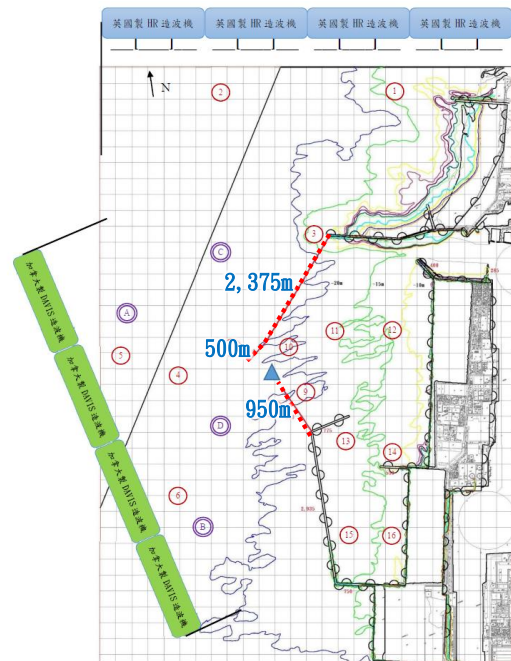 英國製 HR 造波機
英國製 HR 造波機
英國製 HR 造波機
英國製 HR 造波機
N
2
1
3
C
2,375m
-20m
-15m
-10m
A
11
12
5
500m
10
4
9
950m
D
13
14
6
B
15
16
加拿大製 DAVIS 造波機
加拿大製 DAVIS 造波機
加拿大製 DAVIS 造波機
加拿大製 DAVIS 造波機